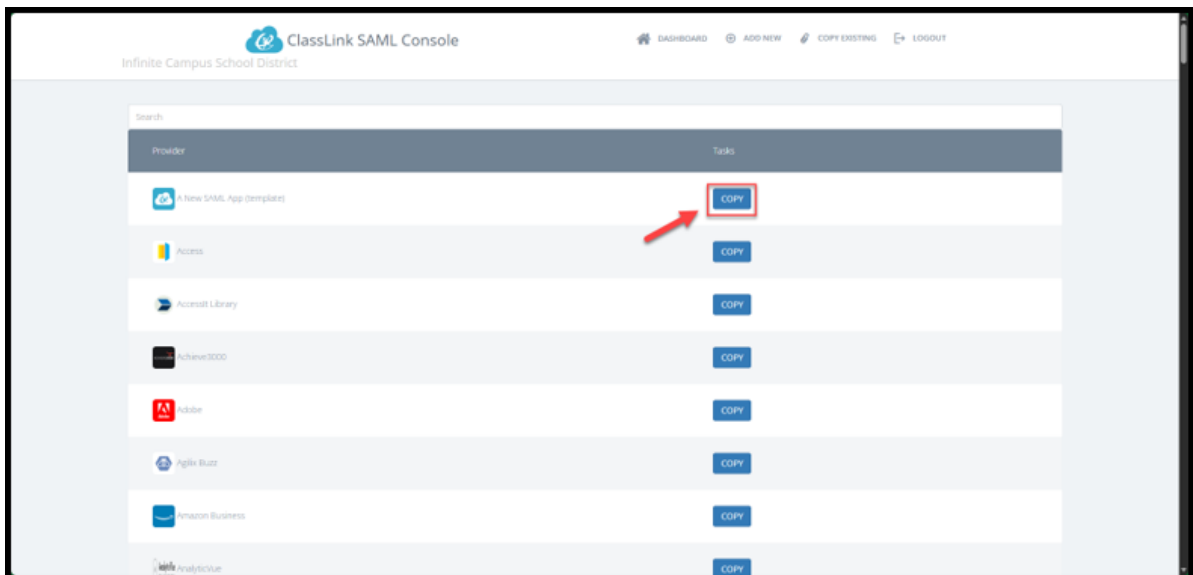 ClassLink SAML Console
DASHBOARD ADD NEW COPY EXISTING LOGOUT
Infinite Campus School District
Search
Provider Tasks
A New SAML App (template) COPY
Access COPY
Accessit Library COPY
Achieve3000 COPY
Adobe COPY
Agilix Buzz COPY
Amazon Business COPY
AnalyticVue COPY